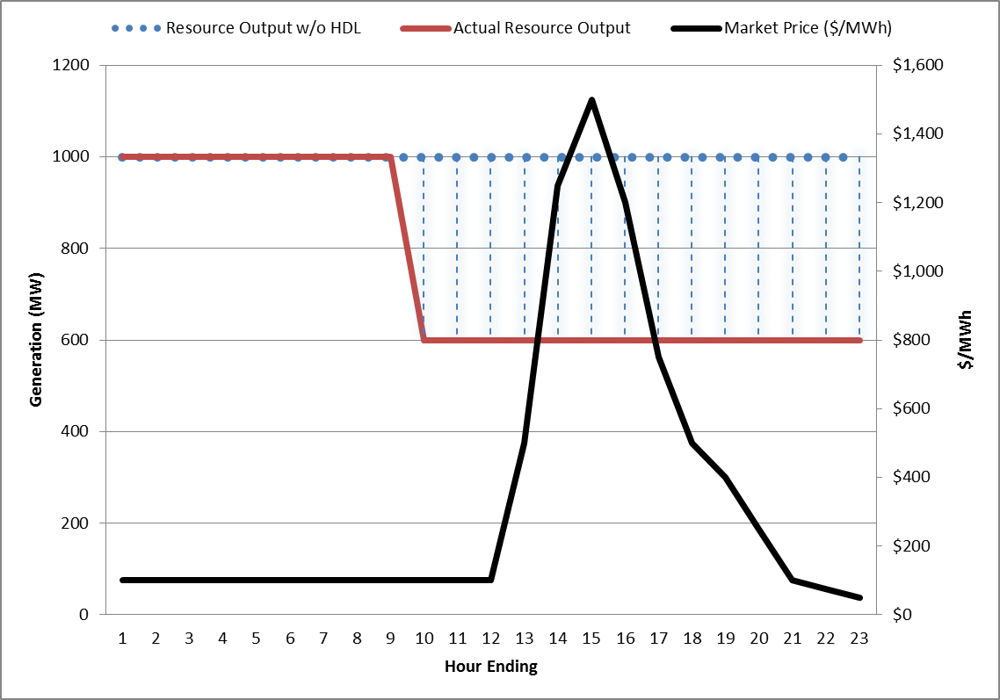 Resource Output w/o HDL Actual Resource Output Market Price ($/MWh)
1200 $1,600
1000 $1,400
800 $1,200
600 $1,000
400 $800
200 $600
0 $400
$200
$0
Generation (MW)
$/MWh
1 2 3 4 5 6 7 8 9 10 11 12 13 14 15 16 17 18 19 20 21 22 23
Hour Ending